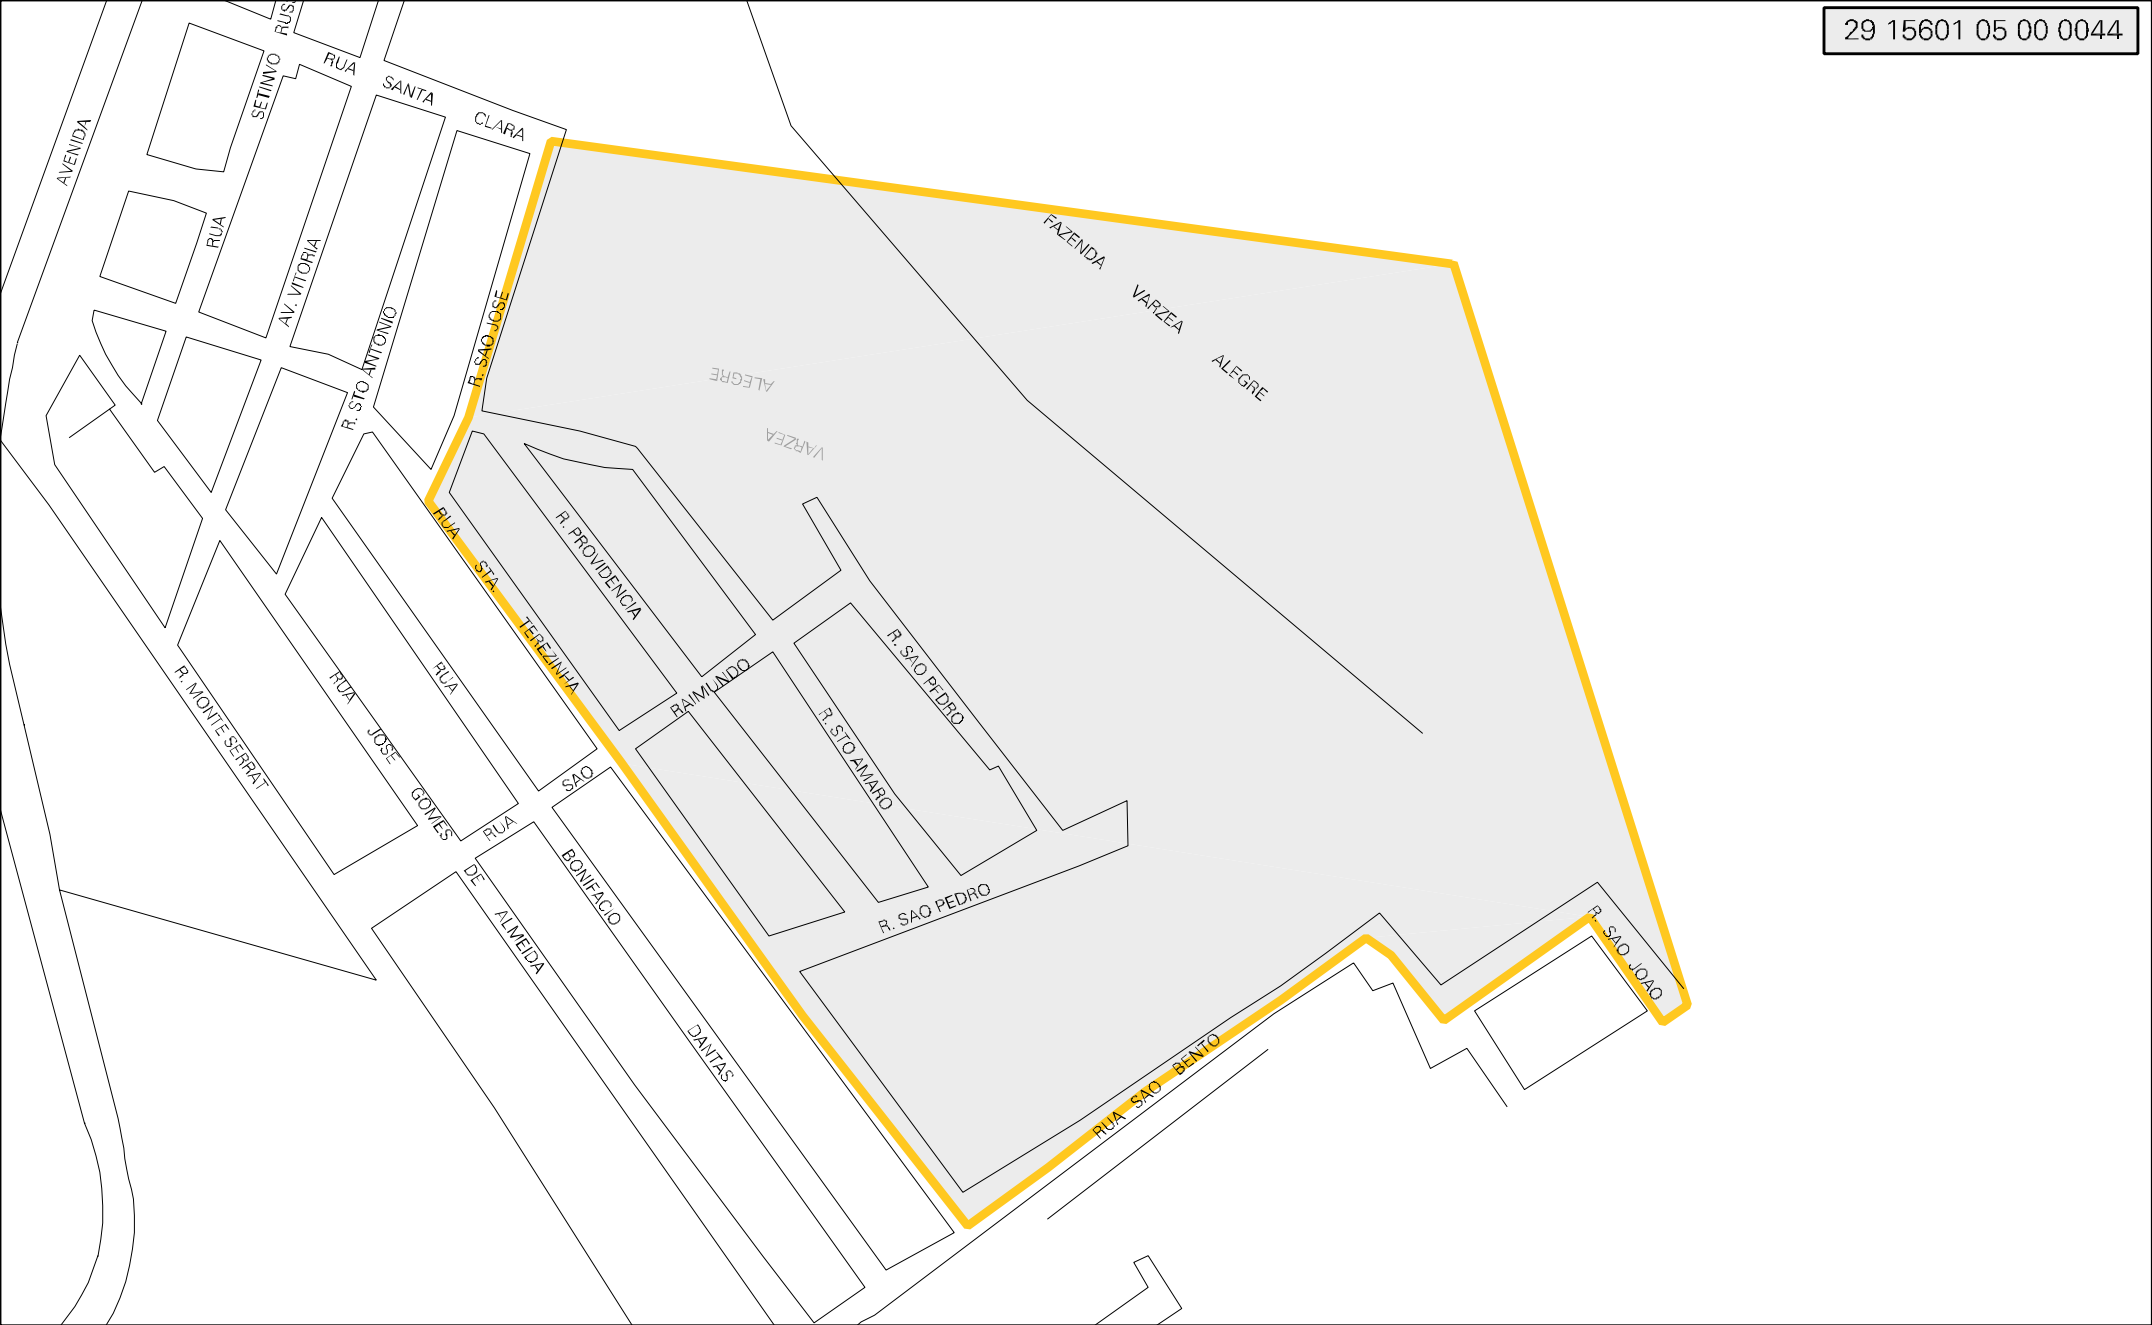 29 15601 05 00 0044
RUA
SETINVO
RUSS
RUA
SANTA
CLARA
AVENIDA
AV. VITORIA
R. STO ANTONIO
R. SAO JOSE
FAZENDA
VARZEA
ALEGRE
VARZEA
ALEGRE
RUA
STA.
TEREZINHA
R. PROVIDENCIA
R. MONTE SERRAT
RUA
JOSE
GOMES
DE
ALMEIDA
RUA
BONIFACIO
DANTAS
RUA
SAO
RAIMUNDO
R. STO AMARO
R. SAO PEDRO
R. SAO PEDRO
RUA SAO BENTO
R. SAO JOAO